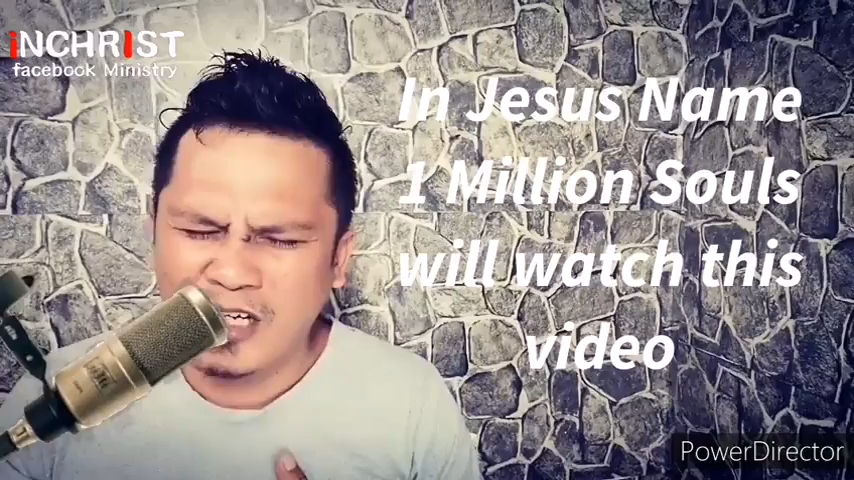 iNCHRIST
facebook Ministry
In Jesus Name
1 Million Souls
will watch this
video
PowerDirector